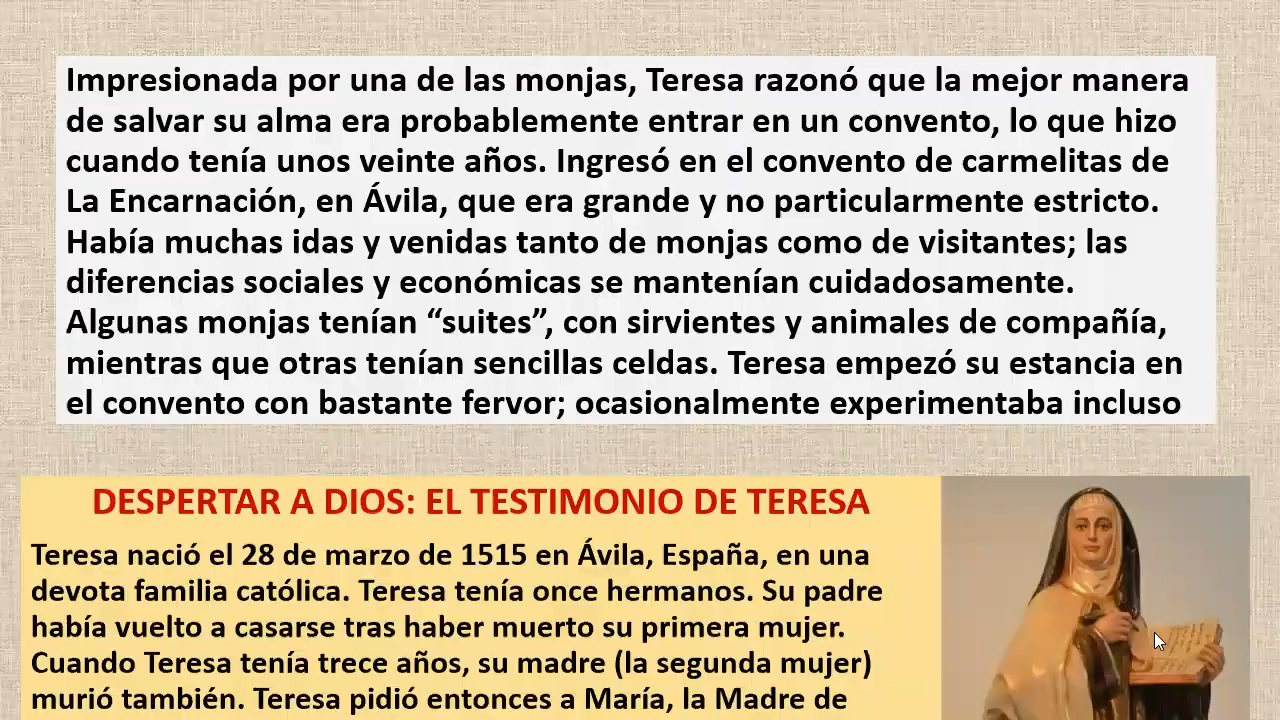 Impresionada por una de las monjas, Teresa razonó que la mejor manera
de salvar su alma era probablemente entrar en un convento, lo que hizo
cuando tenía unos veinte años. Ingresó en el convento de carmelitas de
La Encarnación, en Ávila, que era grande y no particularmente estricto.
Había muchas idas y venidas tanto de monjas como de visitantes; las
diferencias sociales y económicas se mantenían cuidadosamente.
Algunas monjas tenían “suites”, con sirvientes y animales de compañía,
mientras que otras tenían sencillas celdas. Teresa empezó su estancia en
el convento con bastante fervor; ocasionalmente experimentaba incluso
DESPERTAR A DIOS: EL TESTIMONIO DE TERESA
Teresa nació el 28 de marzo de 1515 en Ávila, España, en una
devota familia católica. Teresa tenía once hermanos. Su padre
había vuelto a casarse tras haber muerto su primera mujer.
Cuando Teresa tenía trece años, su madre (la segunda mujer)
murió también. Teresa pidió entonces a María, la Madre de